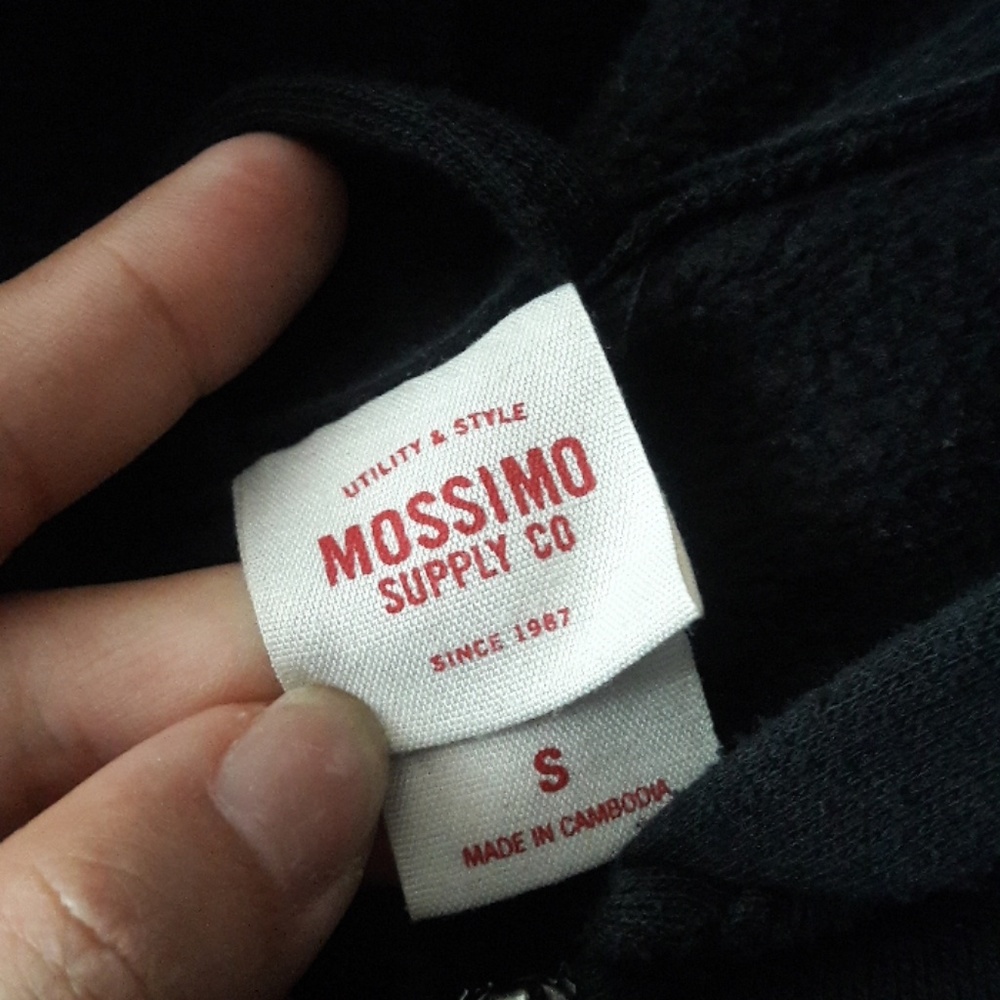 UTILITY & STYLE
MOSSIMO
SUPPLY CO
SINCE 1987
S
MADE IN CAMBODIA